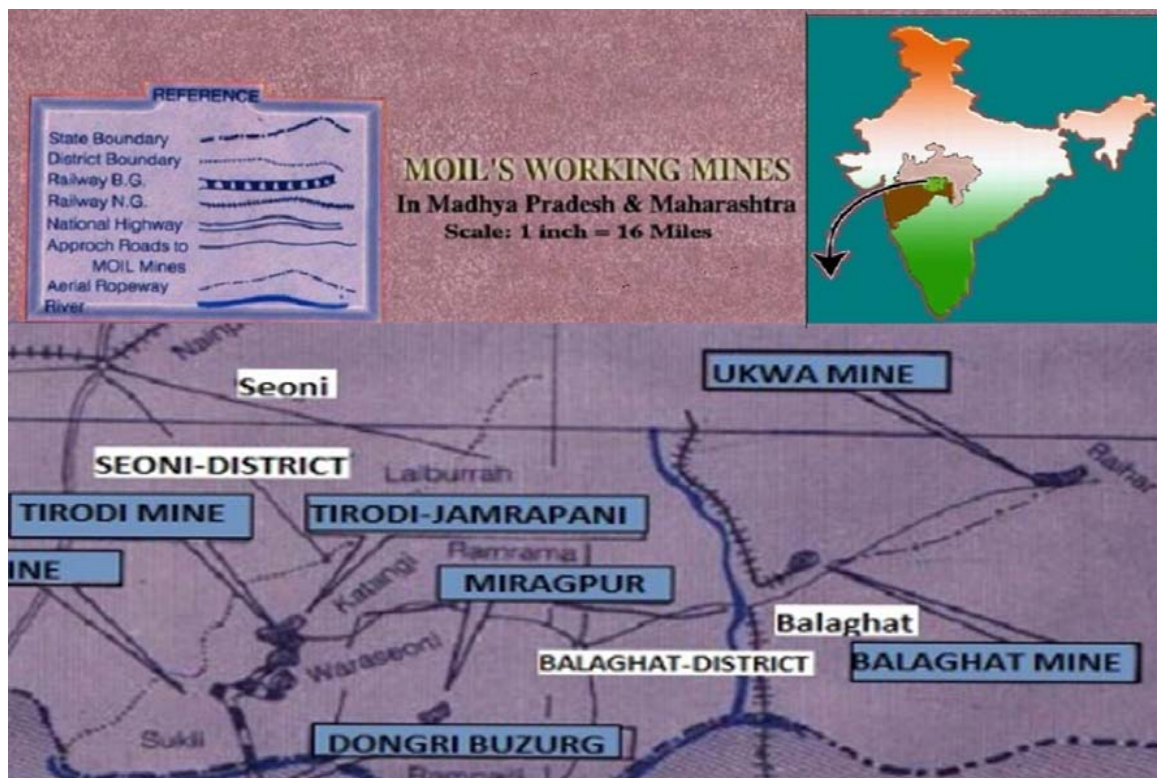 REFERENCE
State Boundary
District Boundary
Railway B.G.
Railway N.G.
National Highway
Approch Roads to
MOIL Mines
Aerial Ropeway
River
MOIL'S WORKING MINES
In Madhya Pradesh & Maharashtra
Scale: 1 inch = 16 Miles
UKWA MINE
Seoni
SEONI-DISTRICT
Lalburrah
Baihar
TIRODI MINE
TIRODI-JAMRAPANI
Ramrama
INE
Katangi
MIRAGPUR
Balaghat
Waraseoni
BALAGHAT-DISTRICT
BALAGHAT MINE
Sukli
DONGRI BUZURG